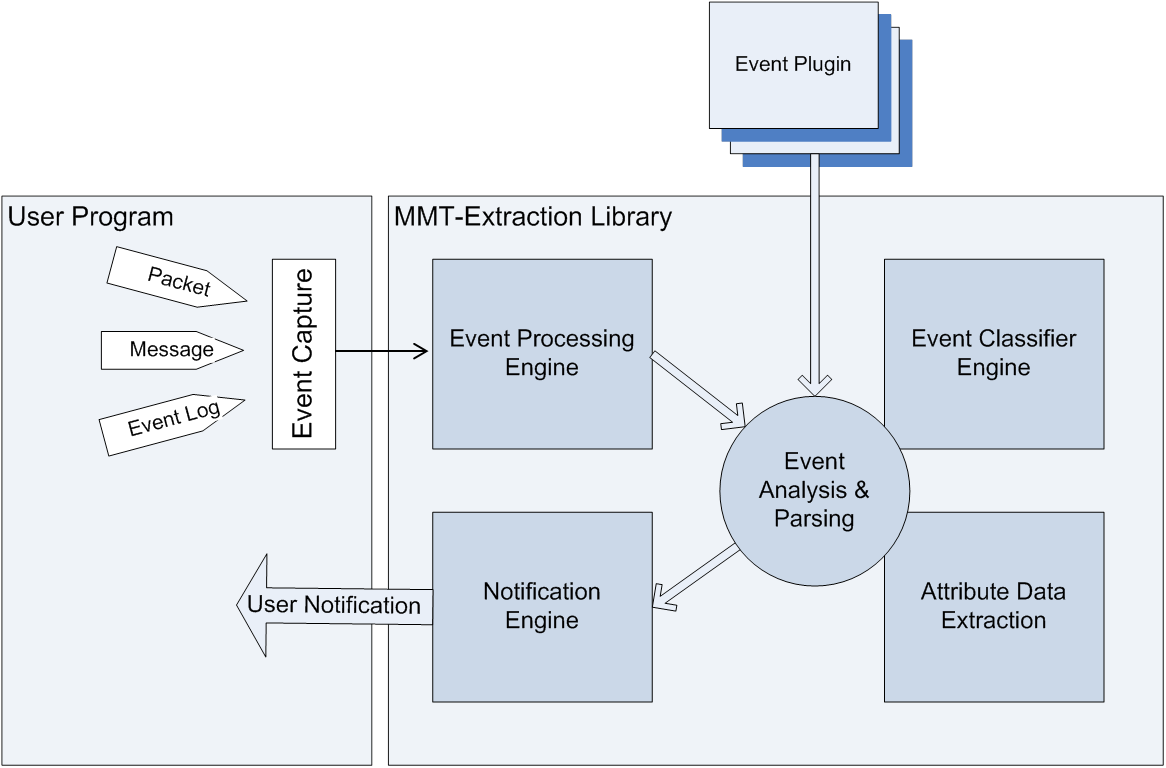 Event Plugin
User Program
MMT-Extraction Library
Packet
Message
Event Log
Event Capture
Event Processing
Engine
Event Classifier
Engine
Event
Analysis &
Parsing
User Notification
Notification
Engine
Attribute Data
Extraction